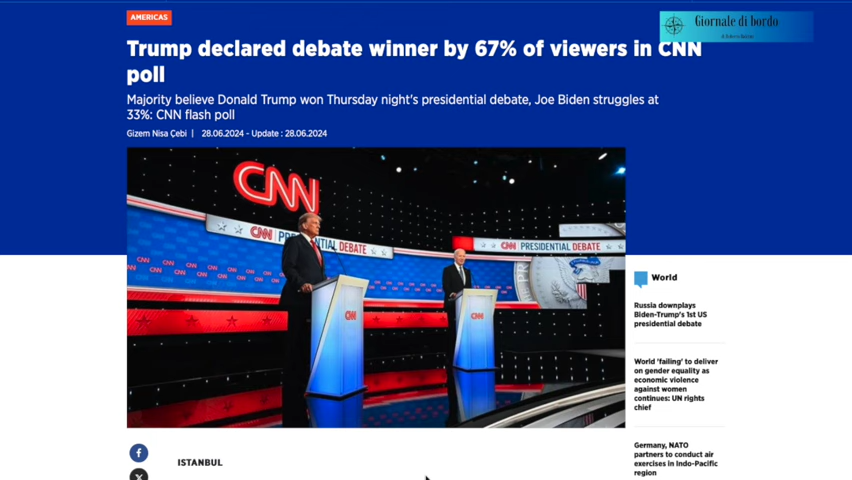 AMERICAS
Giornale di bordo
Trump declared debate winner by 67% of viewers in CNN
poll
Majority believe Donald Trump won Thursday night's presidential debate, Joe Biden struggles at
33%: CNN flash poll
Gizem Nisa Çebi | 28.06.2024 - Update : 28.06.2024
CNN
CNN PRESIDENTIAL DEBATE
CNN PRESIDENTIAL DEBATE
CNN
CNN
World
Russia downplays
Biden-Trump's 1st US
presidential debate
World 'failing' to deliver
on gender equality as
economic violence
against women
continues: UN rights
chief
Germany, NATO
partners to conduct air
exercises in Indo-Pacific
region
ISTANBUL